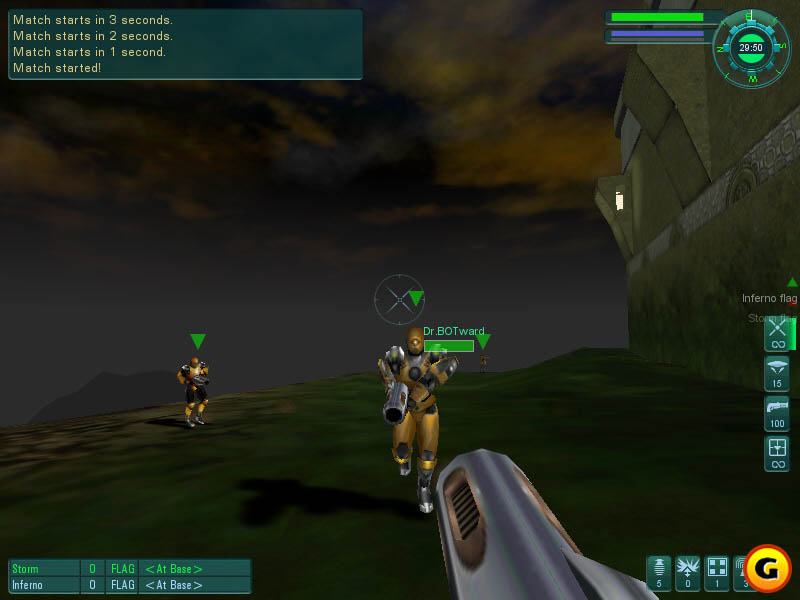 Match starts in 3 seconds.
Match starts in 2 seconds.
Match starts in 1 second.
Match started!
29:50
N
S
W
Inferno flag
Storm flag
Dr.BOTward
∞
15
100
∞
Storm 0 FLAG <At Base>
Inferno 0 FLAG <At Base>
5
0
1
3
G